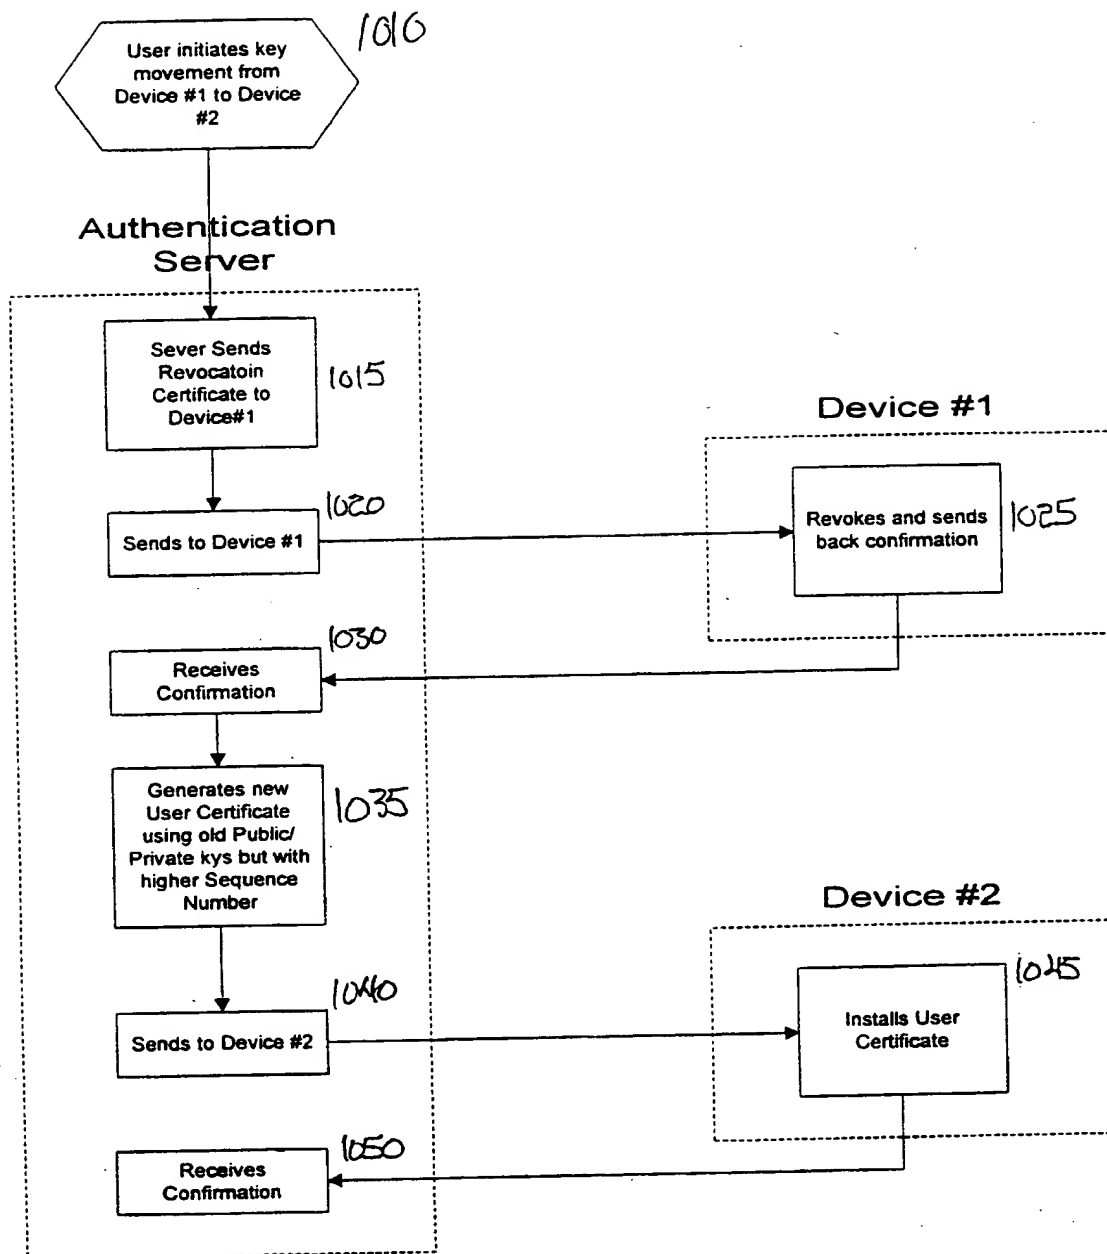 1010
User initiates key
movement from
Device #1 to Device
#2
Authentication
Server
Sever Sends
Revocatoin
Certificate to
Device#1
1015
Device #1
1020
Sends to Device #1
Revokes and sends
back confirmation
1025
1030
Receives
Confirmation
Generates new
User Certificate
using old Public/
Private kys but with
higher Sequence
Number
1035
Device #2
1040
Sends to Device #2
1045
Installs User
Certificate
1050
Receives
Confirmation